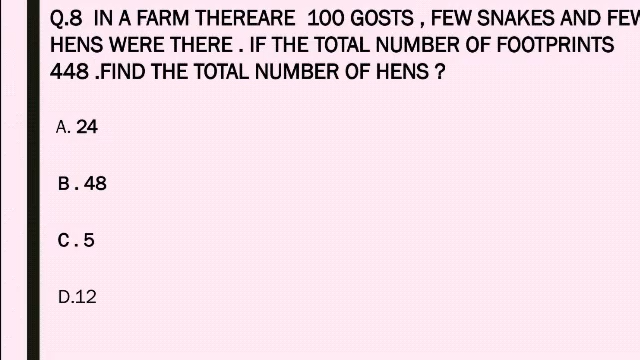 Q.8 IN A FARM THEREARE 100 GOSTS , FEW SNAKES AND FEW
HENS WERE THERE . IF THE TOTAL NUMBER OF FOOTPRINTS
448 .FIND THE TOTAL NUMBER OF HENS ?
A. 24
B . 48
C . 5
D.12